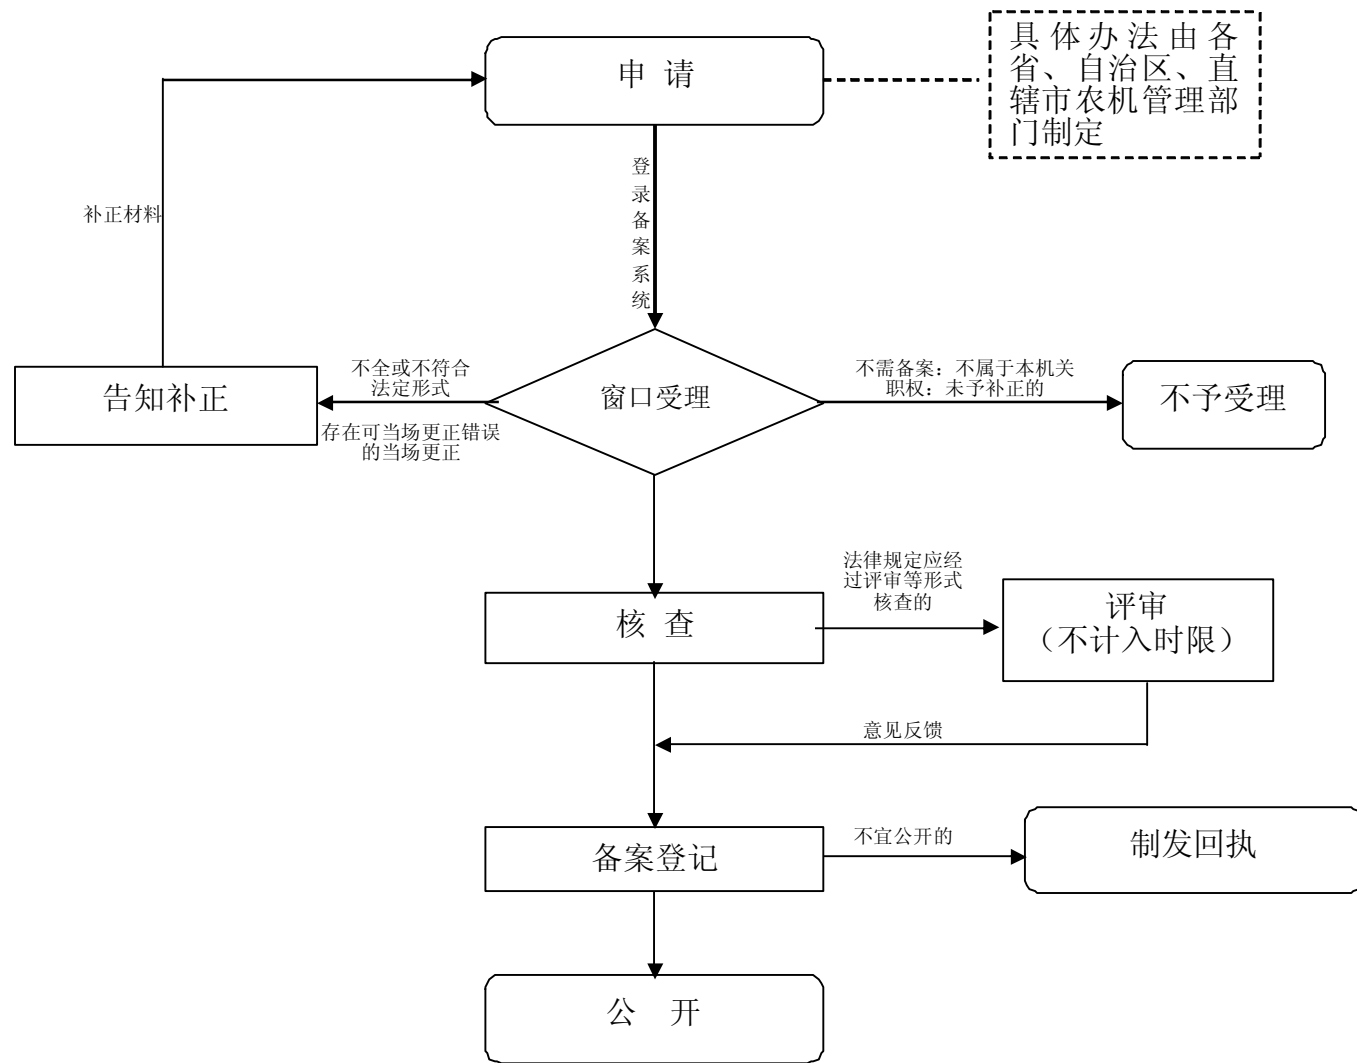 申 请
具体办法由各
省、自治区、直
辖市农机管理部
门制定
登
录
备
案
系
统
补正材料
告知补正
不全或不符合
法定形式
存在可当场更正错误
的当场更正
窗口受理
不需备案：不属于本机关
职权：未予补正的
不予受理
核 查
法律规定应经
过评审等形式
核查的
评审
（不计入时限）
意见反馈
备案登记
不宜公开的
制发回执
公 开